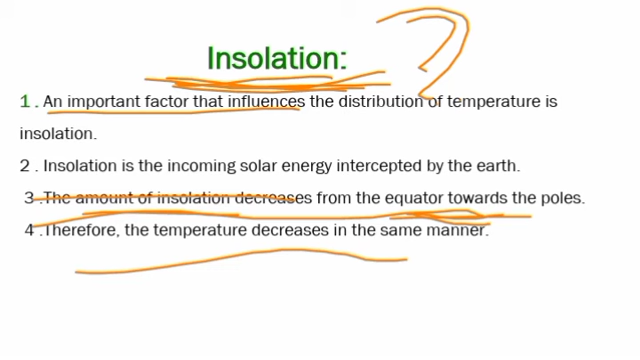 Insolation:
1 . An important factor that influences the distribution of temperature is
insolation.
2 . Insolation is the incoming solar energy intercepted by the earth.
3 .The amount of insolation decreases from the equator towards the poles.
4 .Therefore, the temperature decreases in the same manner.